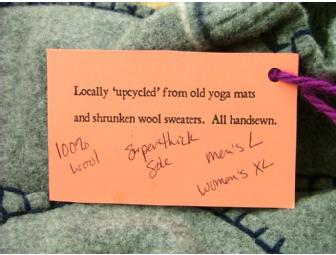 Locally 'upcycled' from old yoga mats
and shrunken wool sweaters. All handsewn.
100%
wool
superthick
sole
men's L
women's XL